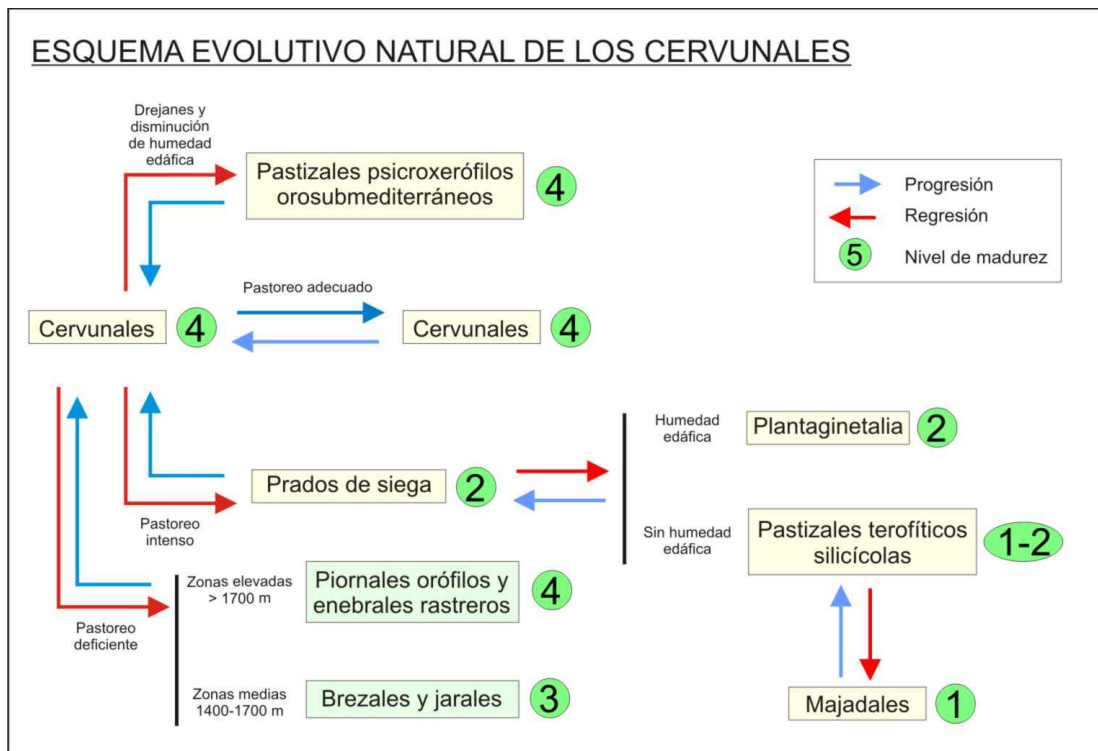 ESQUEMA EVOLUTIVO NATURAL DE LOS CERVUNALES
Drejanes y
disminución
de humedad
edáfica
Pastizales psicroxerófilos
orosubmediterráneos
4
Progresión
Regresión
5
Nivel de madurez
Cervunales
4
Pastoreo adecuado
Cervunales
4
Humedad
edáfica
Plantaginetalia
2
Prados de siega
2
Pastoreo
intenso
Sin humedad
edáfica
Pastizales terofíticos
silicícolas
1-2
Zonas elevadas
> 1700 m
Piornales orófilos y
enebrales rastreros
4
Pastoreo
deficiente
Zonas medias
1400-1700 m
Brezales y jarales
3
Majadales
1